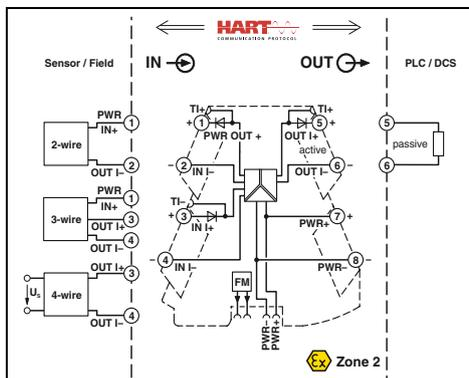 HART
COMMUNICATION PROTOCOL
Sensor / Field
IN
OUT
PLC / DCS
PWR
IN+
1
2-wire
2
OUT I–
PWR
IN+
1
3-wire
OUT I+
3
4
OUT I–
OUT I+
3
Us
4-wire
4
OUT I–
TI+
+
1
PWR OUT +
2
IN I–
TI–
+
3
IN I+
4
IN I–
TI+
5
+
OUT I+
active
6
OUT I–
7
+
PWR+
8
–
PWR–
FM
PWR–
PWR+
5
passive
6
Ex
Zone 2